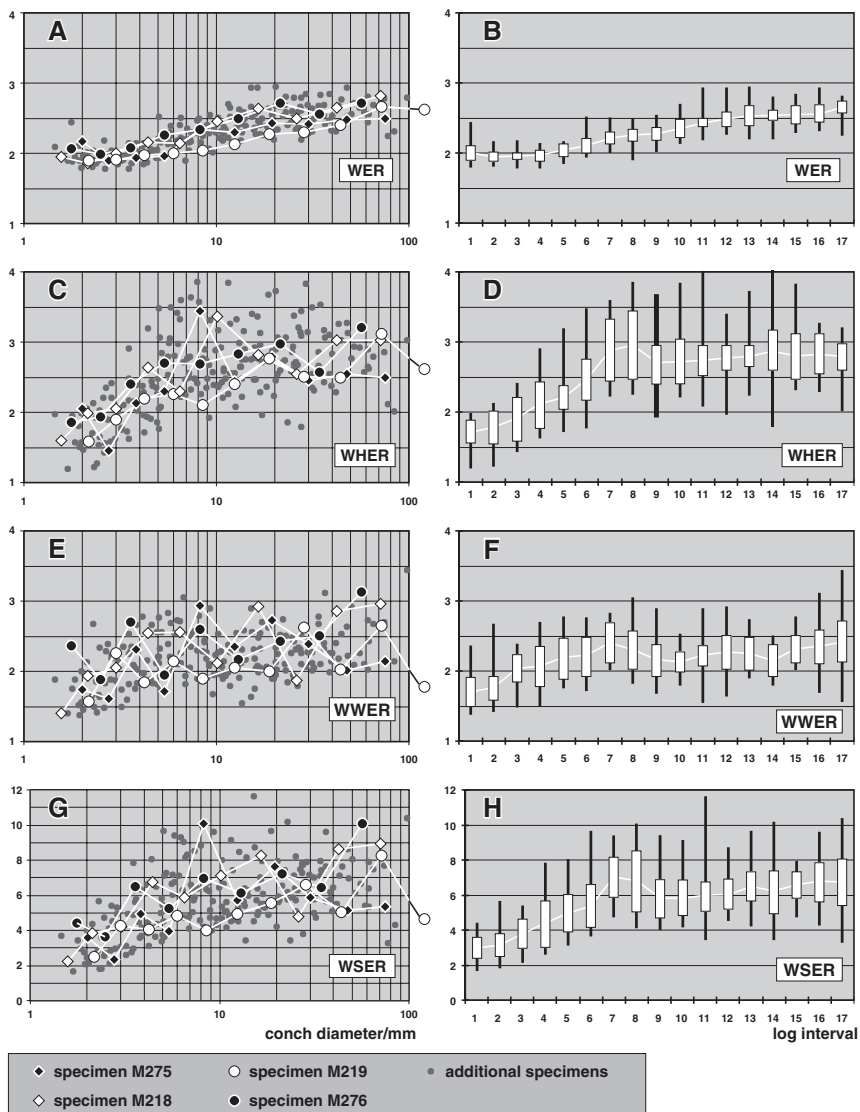 A
B
4
3
2
1
WER
1
10
100
4
3
2
1
WER
1 2 3 4 5 6 7 8 9 10 11 12 13 14 15 16 17
C
D
4
3
2
1
WHER
1
10
100
4
3
2
1
WHER
1 2 3 4 5 6 7 8 9 10 11 12 13 14 15 16 17
E
F
4
3
2
1
WWER
1
10
100
4
3
2
1
WWER
1 2 3 4 5 6 7 8 9 10 11 12 13 14 15 16 17
G
H
12
10
8
6
4
2
0
WSER
1
10
100
conch diameter/mm
12
10
8
6
4
2
0
WSER
1 2 3 4 5 6 7 8 9 10 11 12 13 14 15 16 17
log interval
specimen M275
specimen M219
additional specimens
specimen M218
specimen M276